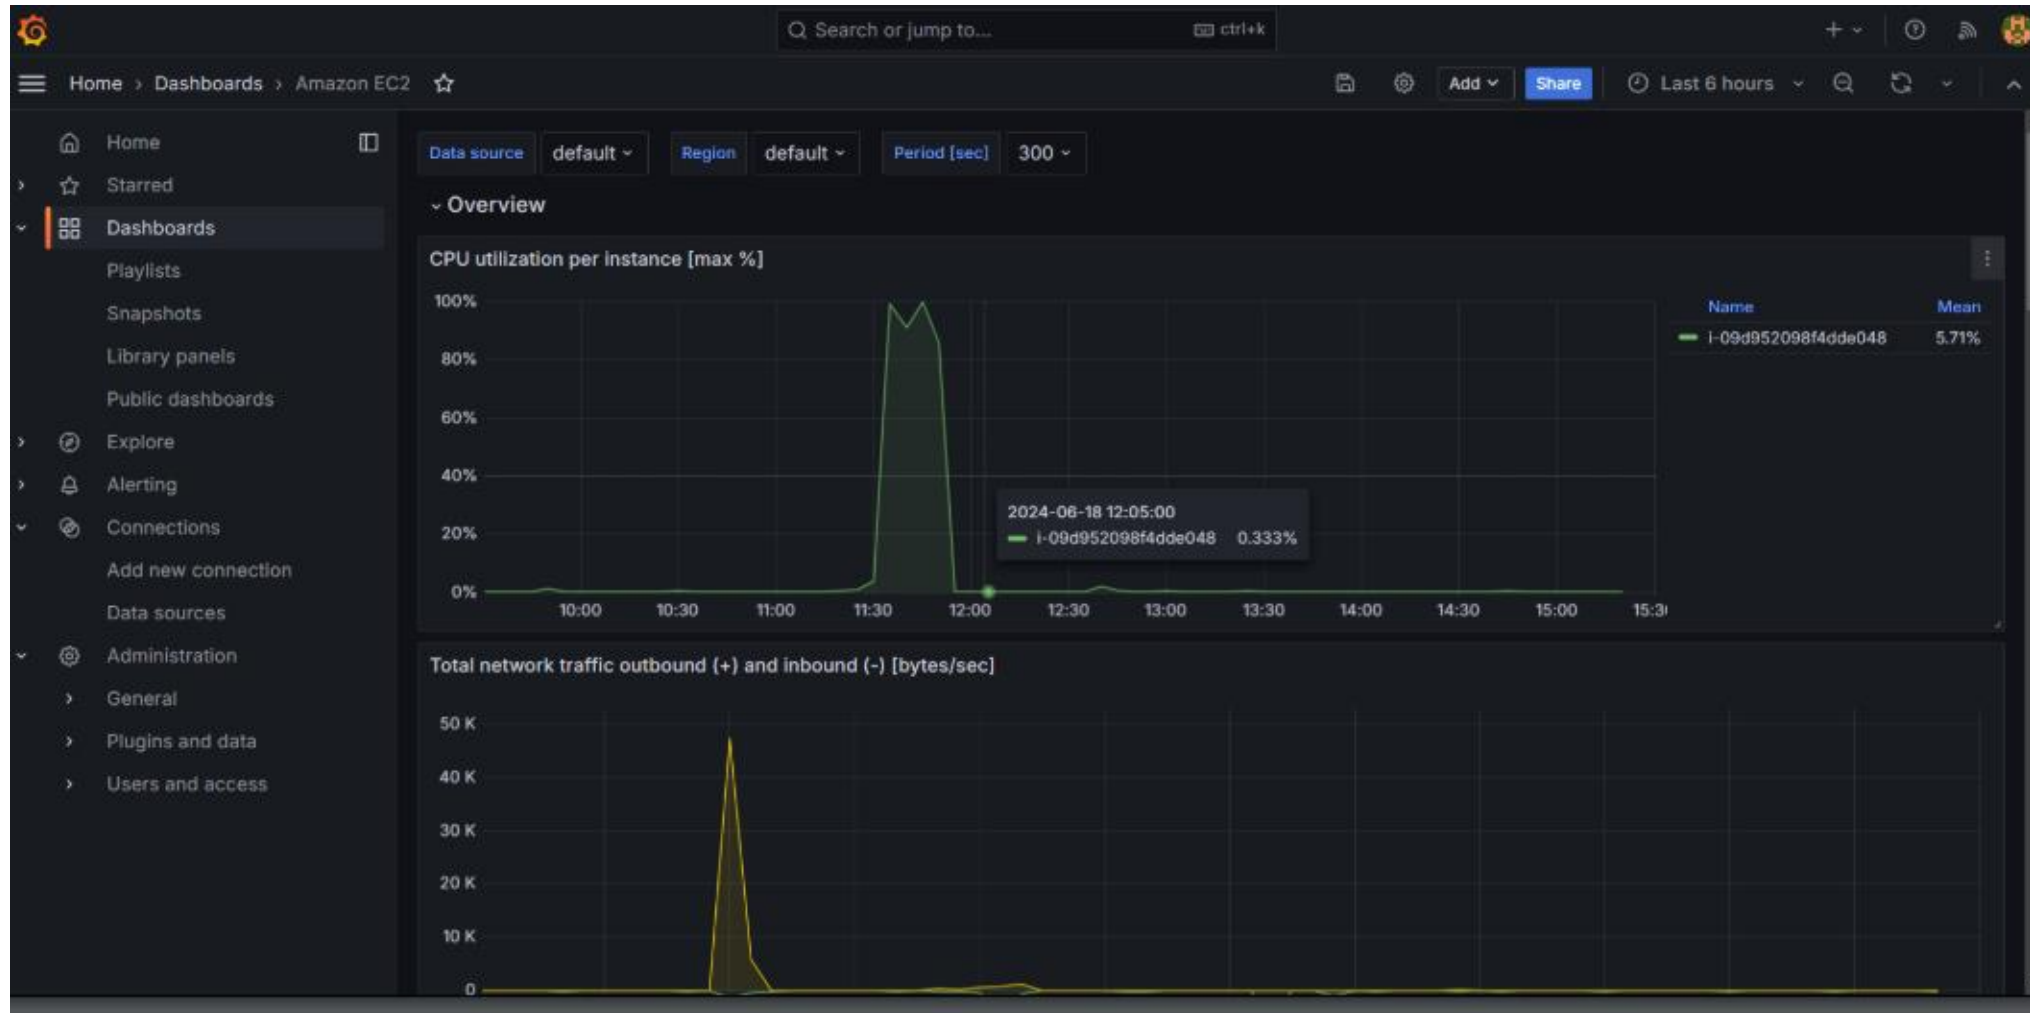 Search or jump to... ctrl+k
Home › Dashboards › Amazon EC2
Add
Share
Last 6 hours
Home
Starred
Dashboards
Playlists
Snapshots
Library panels
Public dashboards
Explore
Alerting
Connections
Add new connection
Data sources
Administration
General
Plugins and data
Users and access
Data source default Region default Period [sec] 300
Overview
CPU utilization per instance [max %]
100%
80%
60%
40%
20%
0%
10:00 10:30 11:00 11:30 12:00 12:30 13:00 13:30 14:00 14:30 15:00
Name Mean
i-09d952098f4dde048 5.71%
2024-06-18 12:05:00
i-09d952098f4dde048 0.333%
Total network traffic outbound (+) and inbound (-) [bytes/sec]
50 K
40 K
30 K
20 K
10 K
0